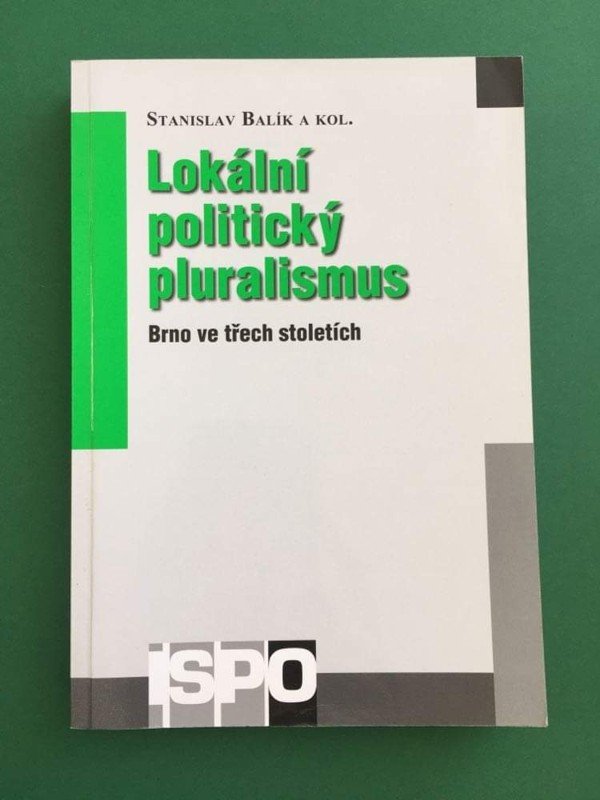 STANISLAV BALÍK A KOL.
Lokální
politický
pluralismus
Brno ve třech stoletích
ISPO